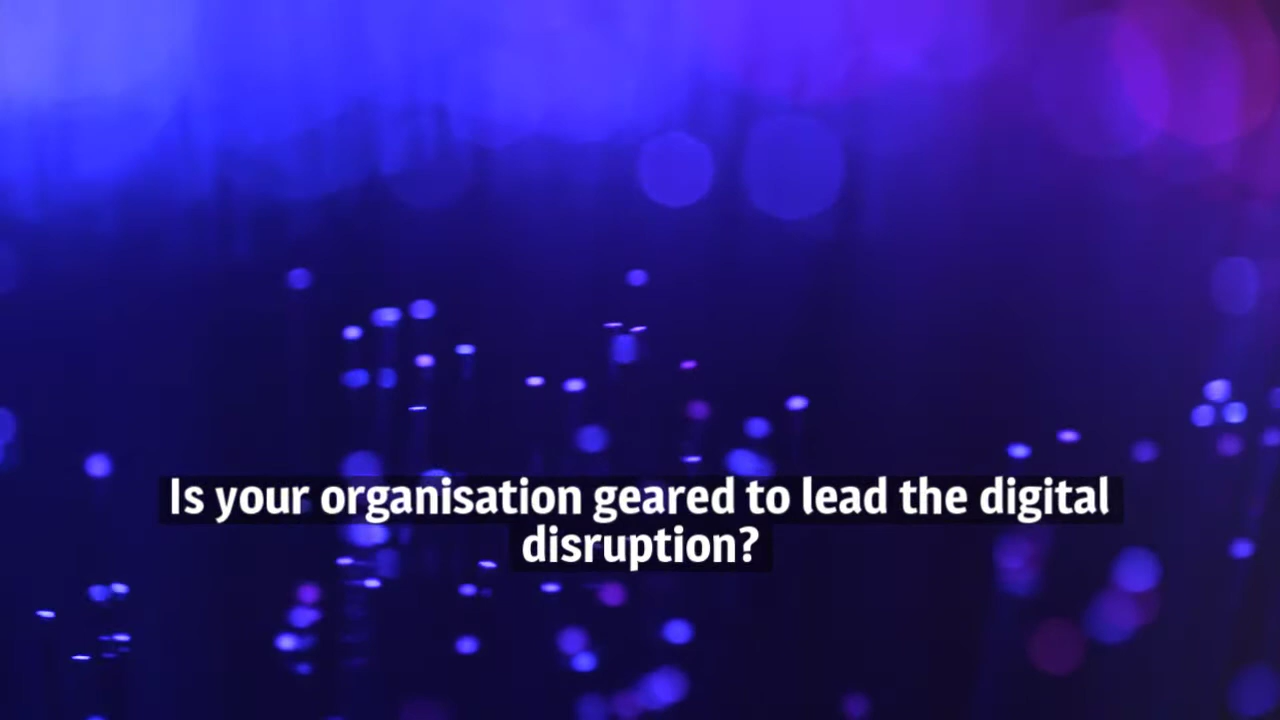 Is your organisation geared to lead the digital
disruption?